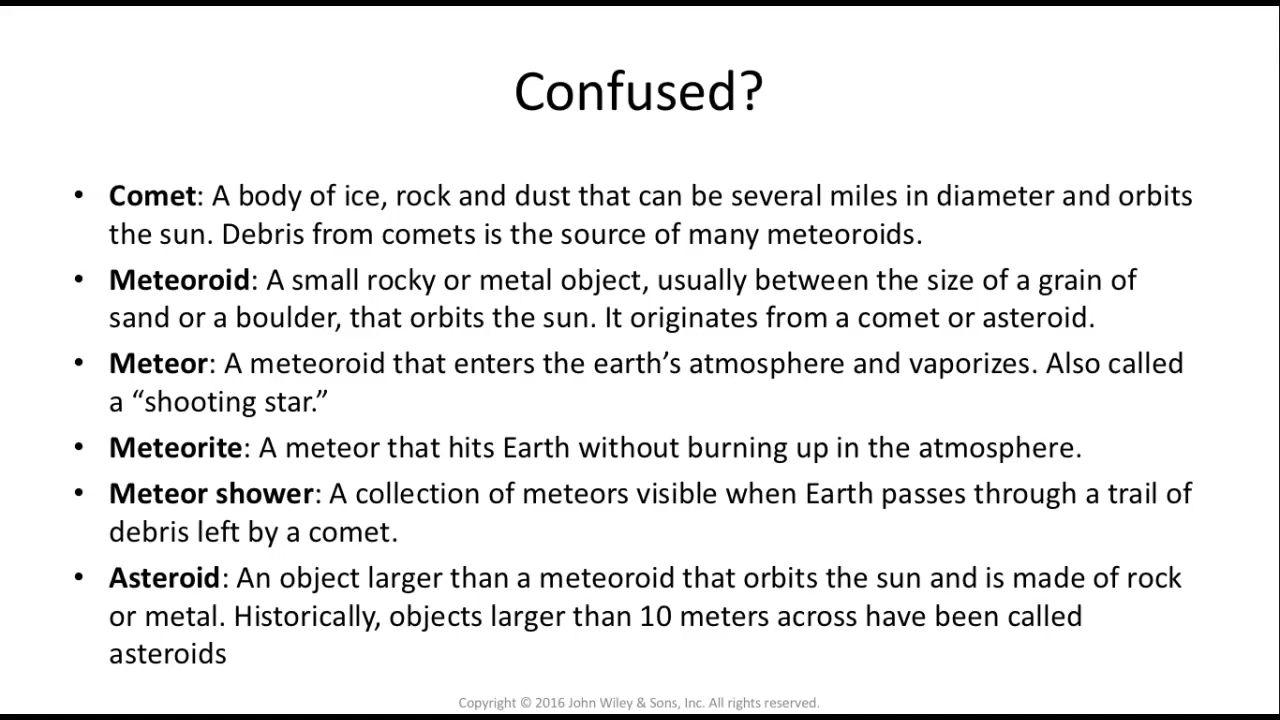 Confused?
• Comet: A body of ice, rock and dust that can be several miles in diameter and orbits
the sun. Debris from comets is the source of many meteoroids.
• Meteoroid: A small rocky or metal object, usually between the size of a grain of
sand or a boulder, that orbits the sun. It originates from a comet or asteroid.
• Meteor: A meteoroid that enters the earth’s atmosphere and vaporizes. Also called
a “shooting star.”
• Meteorite: A meteor that hits Earth without burning up in the atmosphere.
• Meteor shower: A collection of meteors visible when Earth passes through a trail of
debris left by a comet.
• Asteroid: An object larger than a meteoroid that orbits the sun and is made of rock
or metal. Historically, objects larger than 10 meters across have been called
asteroids
Copyright © 2016 John Wiley & Sons, Inc. All rights reserved.